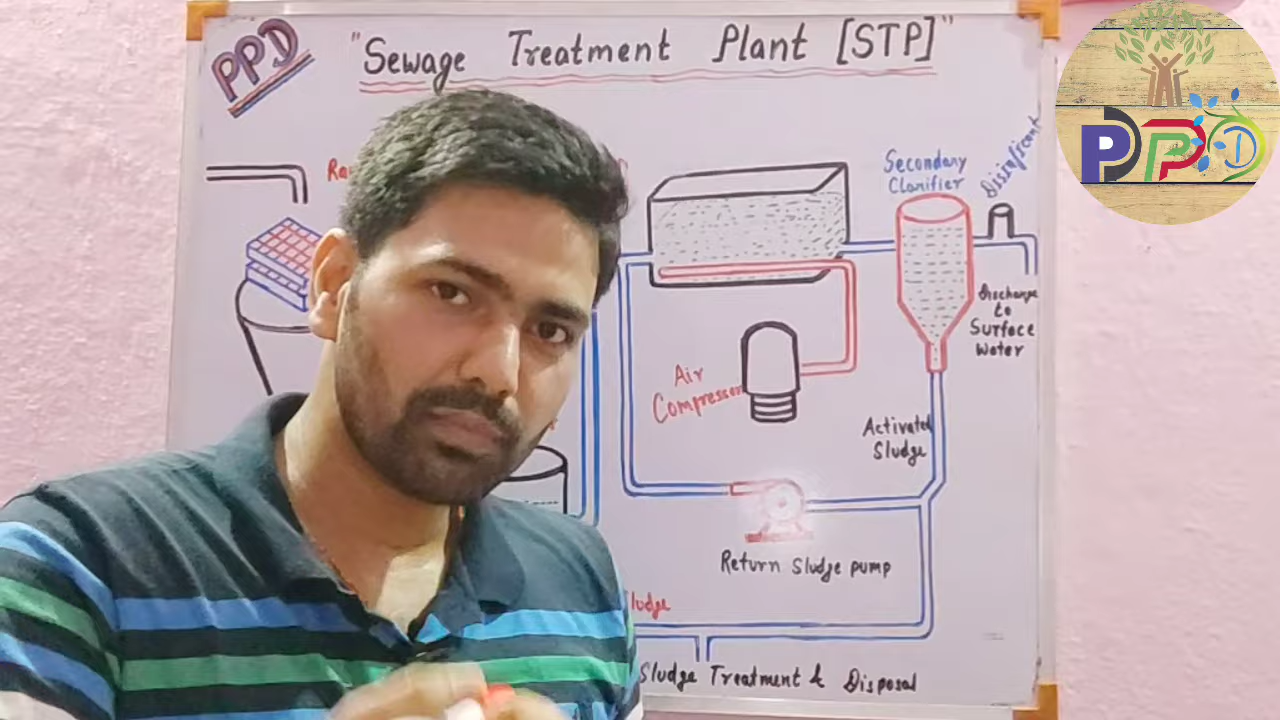 PPD
"Sewage Treatment Plant [STP]"
PPD
Secondary
Clarifier
Disinfectant
Discharge
to
Surface
Water
Air
Compressor
Activated
Sludge
Return Sludge pump
Sludge Treatment & Disposal